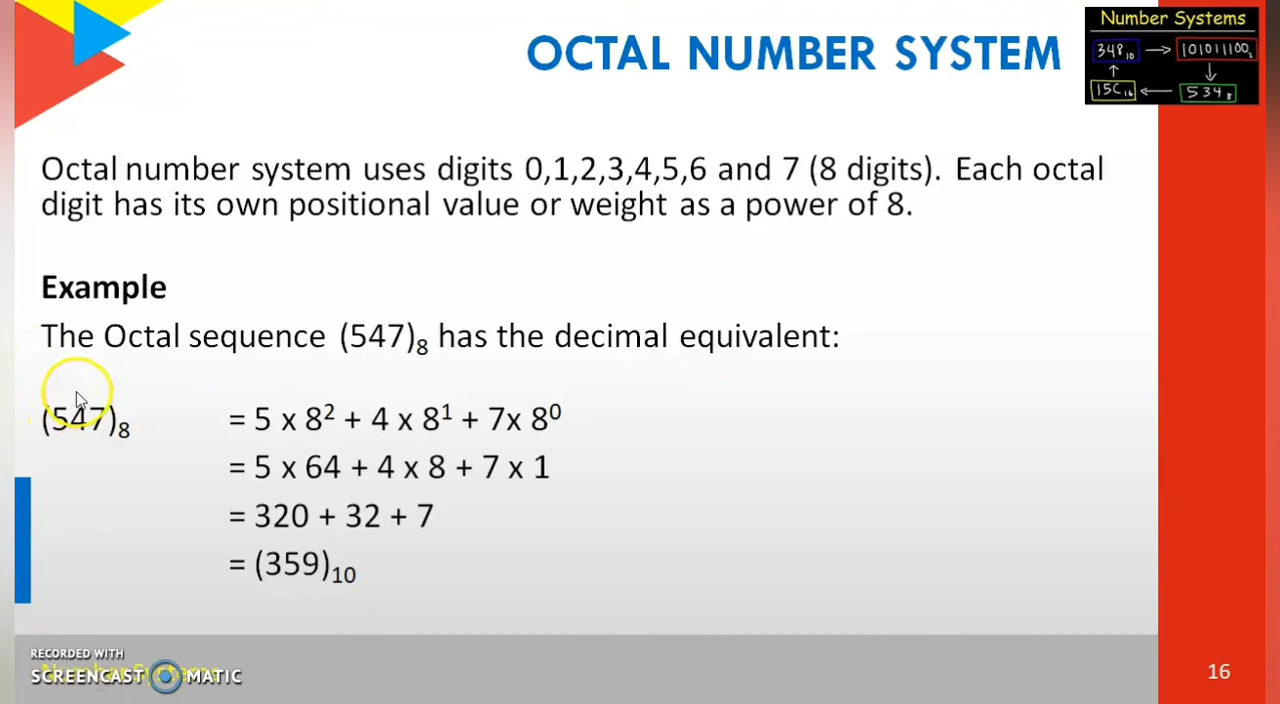 OCTAL NUMBER SYSTEM
Number Systems
348₁₀ → 101011100₂
↑ ↓
15C₁₆ ← 534₈
Octal number system uses digits 0,1,2,3,4,5,6 and 7 (8 digits). Each octal
digit has its own positional value or weight as a power of 8.
Example
The Octal sequence (547)₈ has the decimal equivalent:
(547)₈ = 5 x 8² + 4 x 8¹ + 7x 8⁰
= 5 x 64 + 4 x 8 + 7 x 1
= 320 + 32 + 7
= (359)₁₀
RECORDED WITH
SCREENCAST MATIC
Number Systems
16